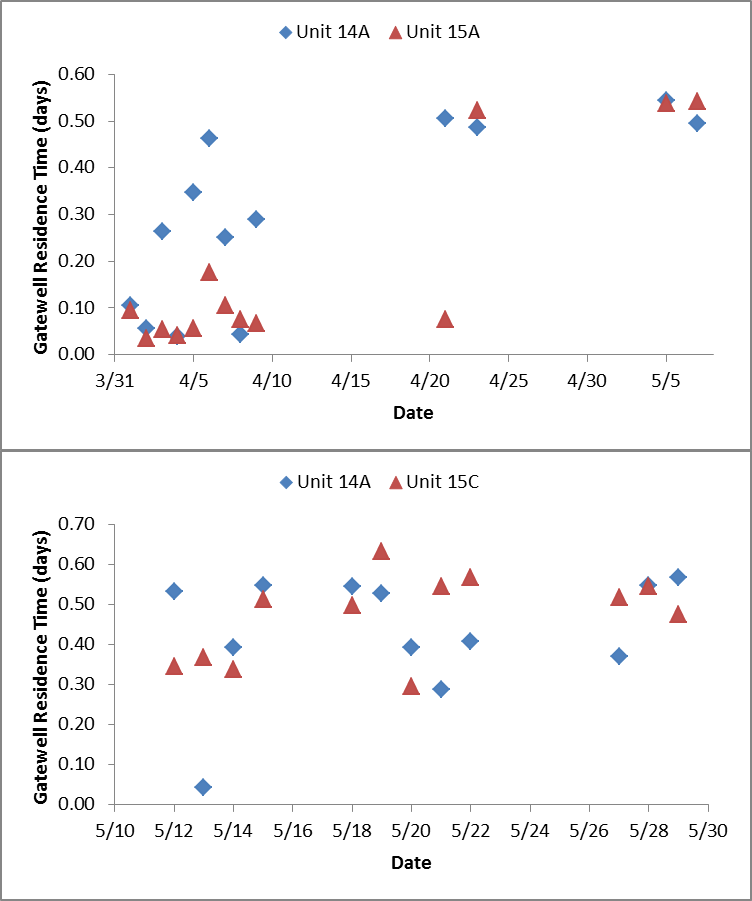 Unit 14A Unit 15A
0.60
0.50
0.40
0.30
0.20
0.10
0.00
Gatewell Residence Time (days)
3/31 4/5 4/10 4/15 4/20 4/25 4/30 5/5
Date
Unit 14A Unit 15C
0.70
0.60
0.50
0.40
0.30
0.20
0.10
0.00
Gatewell Residence Time (days)
5/10 5/12 5/14 5/16 5/18 5/20 5/22 5/24 5/26 5/28 5/30
Date